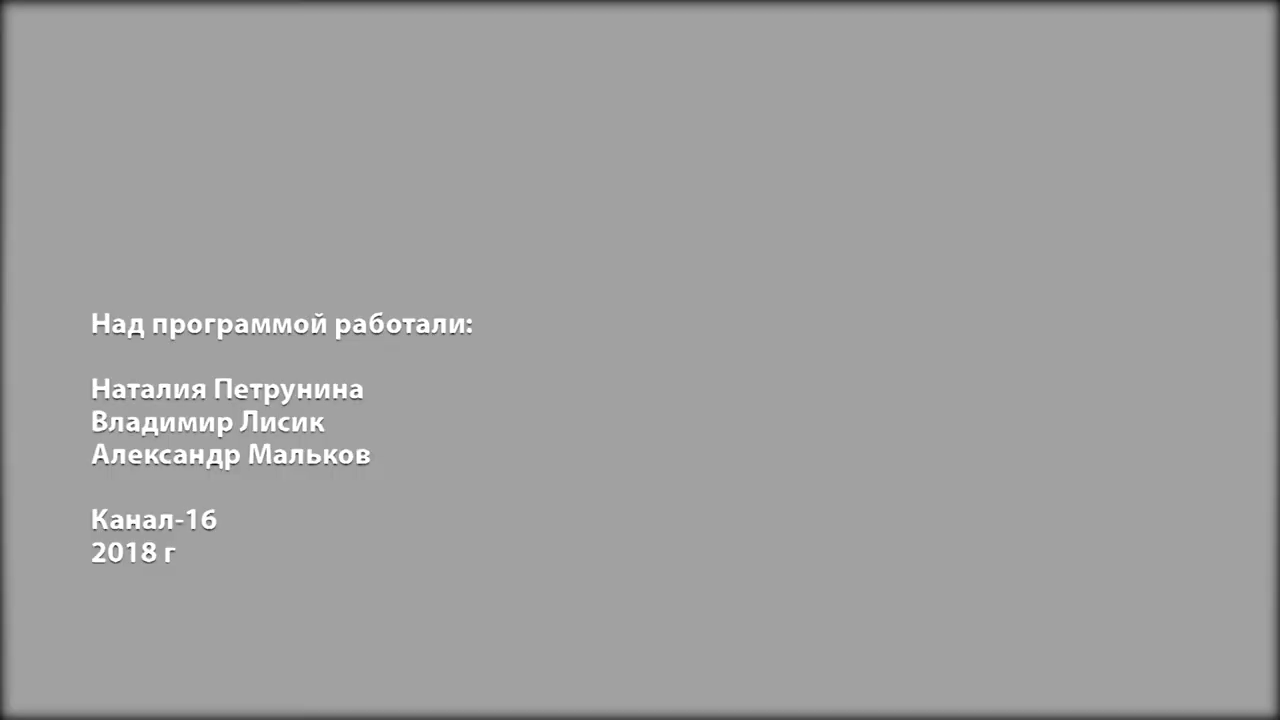 Над программой работали:
Наталия Петрунина
Владимир Лисик
Александр Мальков
Канал-16
2018 г